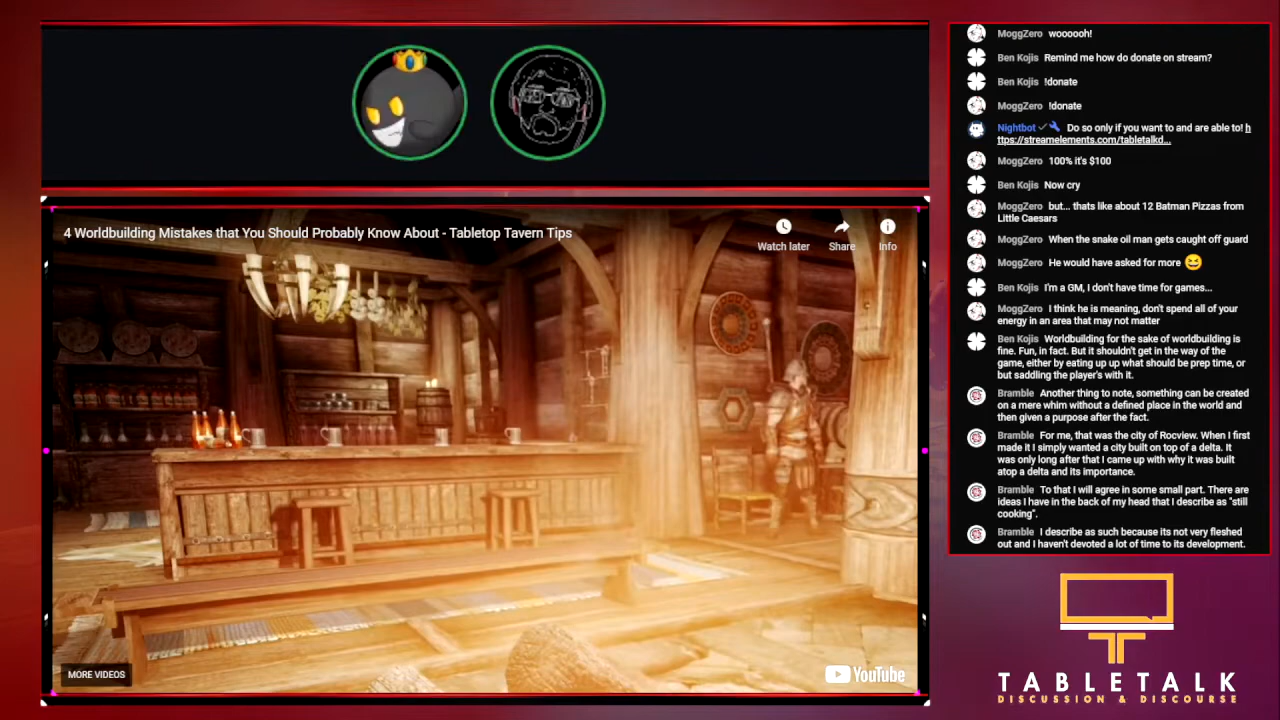 4 Worldbuilding Mistakes that You Should Probably Know About - Tabletop Tavern Tips
Watch later
Share
Info
MORE VIDEOS
YouTube
MoggZero woooooh!
Ben Kojis Remind me how do donate on stream?
Ben Kojis !donate
MoggZero !donate
Nightbot Do so only if you want to and are able to! h
ttps://streamelements.com/tabletalkd...
MoggZero 100% it's $100
Ben Kojis Now cry
MoggZero but... thats like about 12 Batman Pizzas from
Little Caesars
MoggZero When the snake oil man gets caught off guard
MoggZero He would have asked for more 😆
Ben Kojis I'm a GM, I don't have time for games...
MoggZero I think he is meaning, don't spend all of your
energy in an area that may not matter
Ben Kojis Worldbuilding for the sake of worldbuilding is
fine. Fun, in fact. But it shouldn't get in the way of the
game, either by eating up up what should be prep time, or
but saddling the player's with it.
Bramble Another thing to note, something can be created
on a mere whim without a defined place in the world and
then given a purpose after the fact.
Bramble For me, that was the city of Rocview. When I first
made it I simply wanted a city built on top of a delta. It
was only long after that I came up with why it was built
atop a delta and its importance.
Bramble To that I will agree in some small part. There are
ideas I have in the back of my head that I describe as "still
cooking".
Bramble I describe as such because its not very fleshed
out and I haven't devoted a lot of time to its development.
TABLETALK
DISCUSSION & DISCOURSE